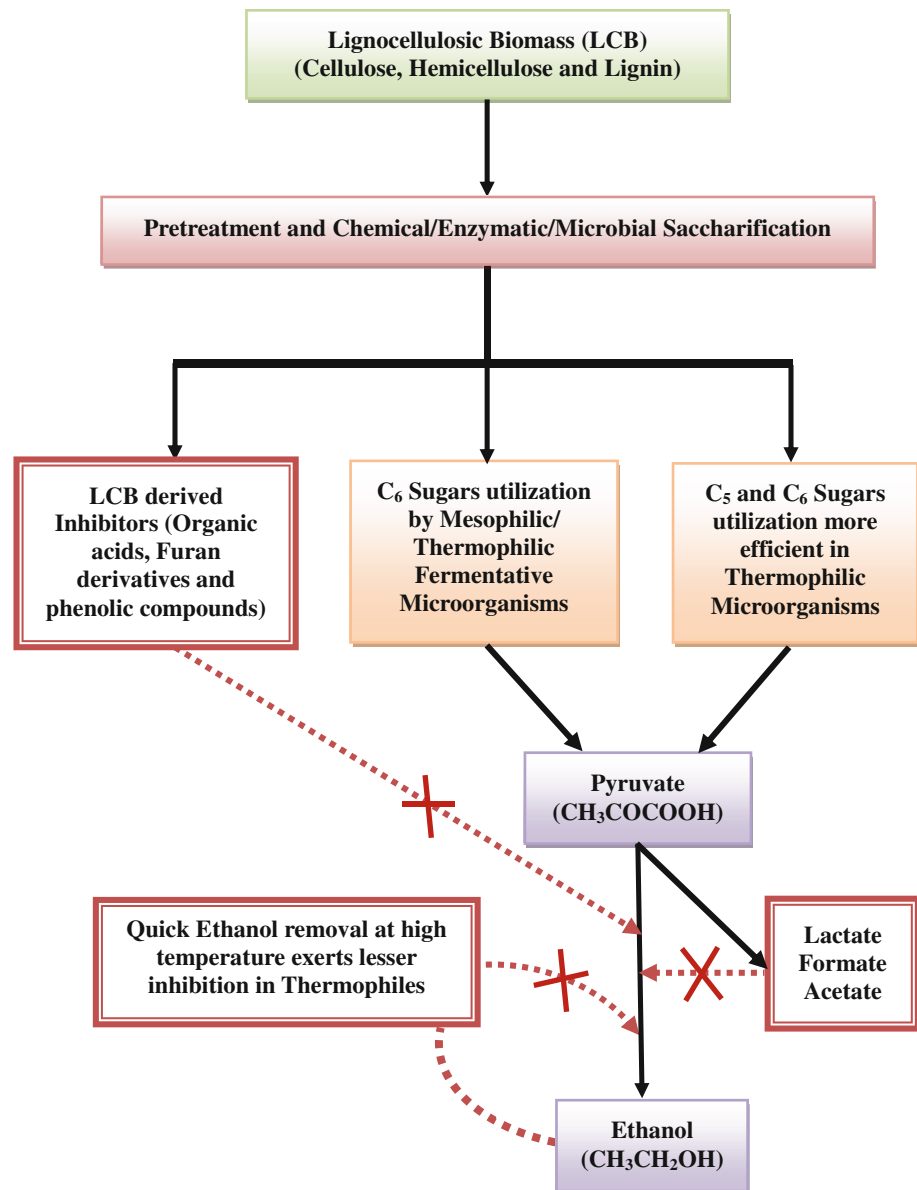 Lignocellulosic Biomass (LCB)
(Cellulose, Hemicellulose and Lignin)
Pretreatment and Chemical/Enzymatic/Microbial Saccharification
LCB derived
Inhibitors (Organic
acids, Furan
derivatives and
phenolic compounds)
C₆ Sugars utilization
by Mesophilic/
Thermophilic
Fermentative
Microorganisms
C₅ and C₆ Sugars
utilization more
efficient in
Thermophilic
Microorganisms
Pyruvate
(CH₃COCOOH)
Quick Ethanol removal at high
temperature exerts lesser
inhibition in Thermophiles
Lactate
Formate
Acetate
Ethanol
(CH₃CH₂OH)